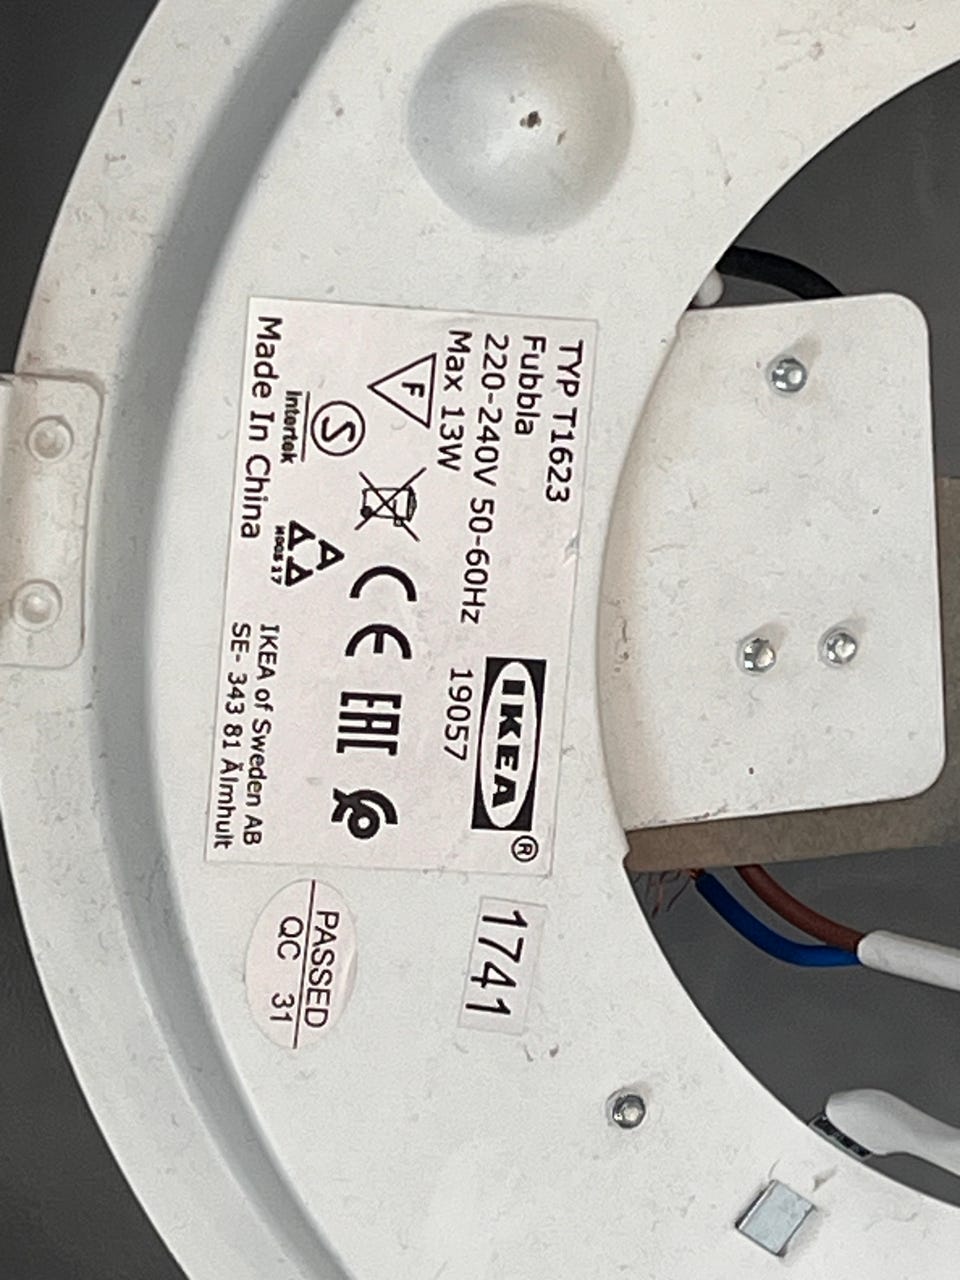 TYP T1623
Fubbla
220-240V 50-60Hz
Max 13W
IKEA®
19057
F
S
Intertek
CE
EAC
Made In China
IKEA of Sweden AB
SE- 343 81 Älmhult
1741
PASSED
QC 31